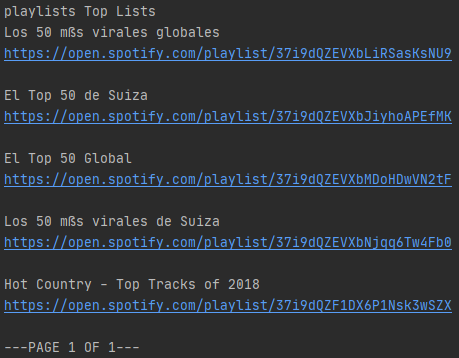 playlists Top Lists
Los 50 mßs virales globales
https://open.spotify.com/playlist/37i9dQZEVXbLiRSasKsNU9
El Top 50 de Suiza
https://open.spotify.com/playlist/37i9dQZEVXbJiyhoAPEfMK
El Top 50 Global
https://open.spotify.com/playlist/37i9dQZEVXbMDoHDwVN2tF
Los 50 mßs virales de Suiza
https://open.spotify.com/playlist/37i9dQZEVXbNjqq6Tw4Fb0
Hot Country - Top Tracks of 2018
https://open.spotify.com/playlist/37i9dQZF1DX6P1Nsk3wSZX
---PAGE 1 OF 1---